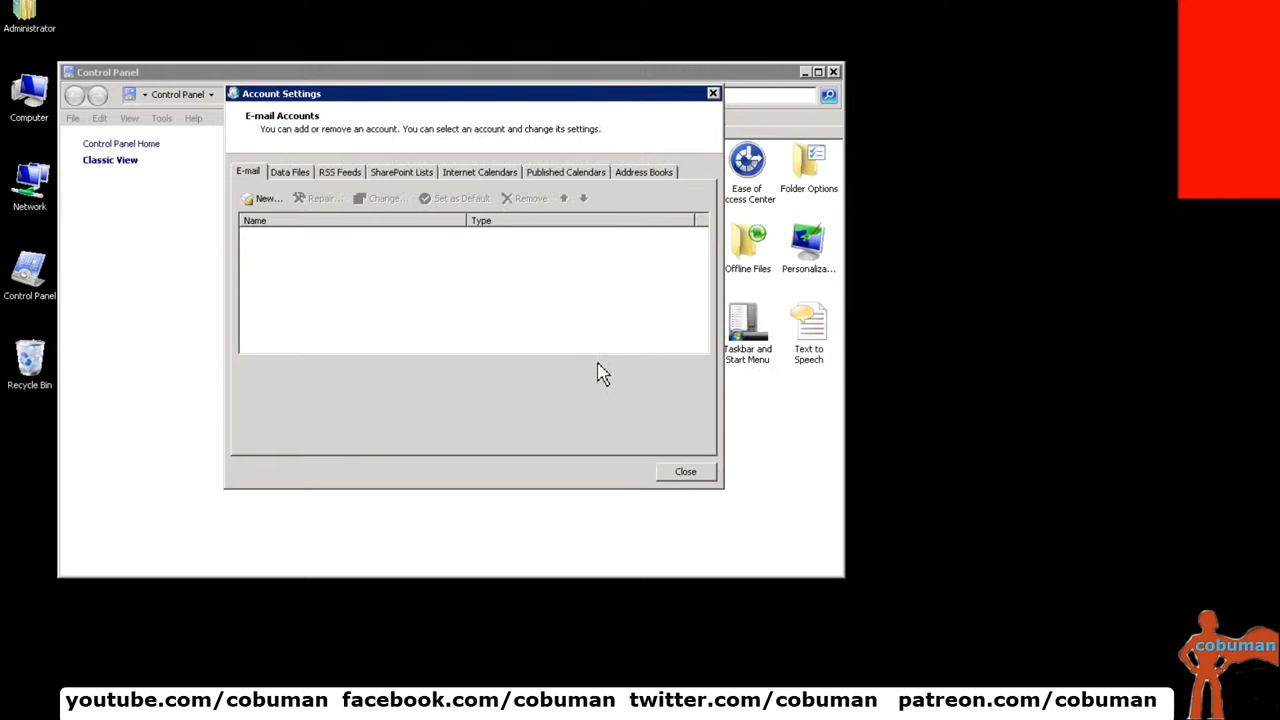 Administrator
Computer
Network
Control Panel
Recycle Bin
Control Panel
Control Panel
File Edit View Tools Help
Control Panel Home
Classic View
Account Settings
E-mail Accounts
You can add or remove an account. You can select an account and change its settings.
E-mail Data Files RSS Feeds SharePoint Lists Internet Calendars Published Calendars Address Books
New... Repair... Change... Set as Default Remove
Name Type
Close
Ease of
ccess Center
Folder Options
Offline Files
Personaliza...
Taskbar and
Start Menu
Text to
Speech
cobuman
youtube.com/cobuman facebook.com/cobuman twitter.com/cobuman patreon.com/cobuman